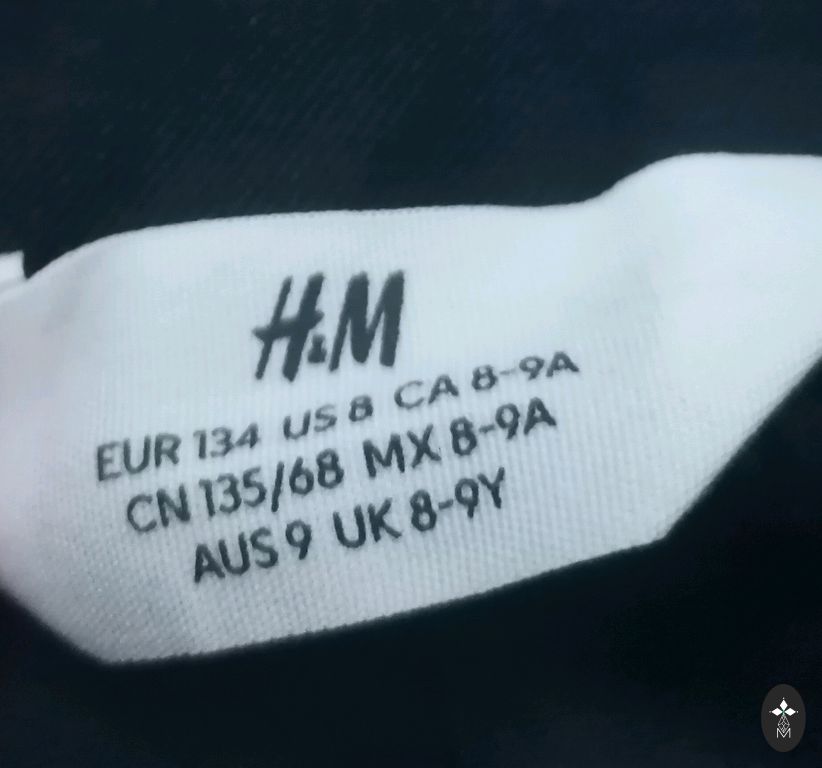 H&M
EUR 134 US 8 CA 8-9A
CN 135/68 MX 8-9A
AUS 9 UK 8-9Y
M